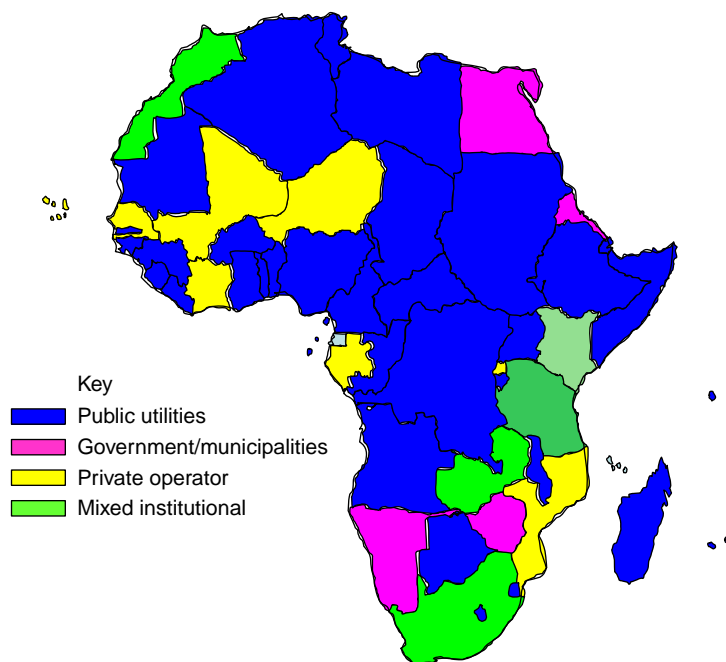 Key
Public utilities
Government/municipalities
Private operator
Mixed institutional